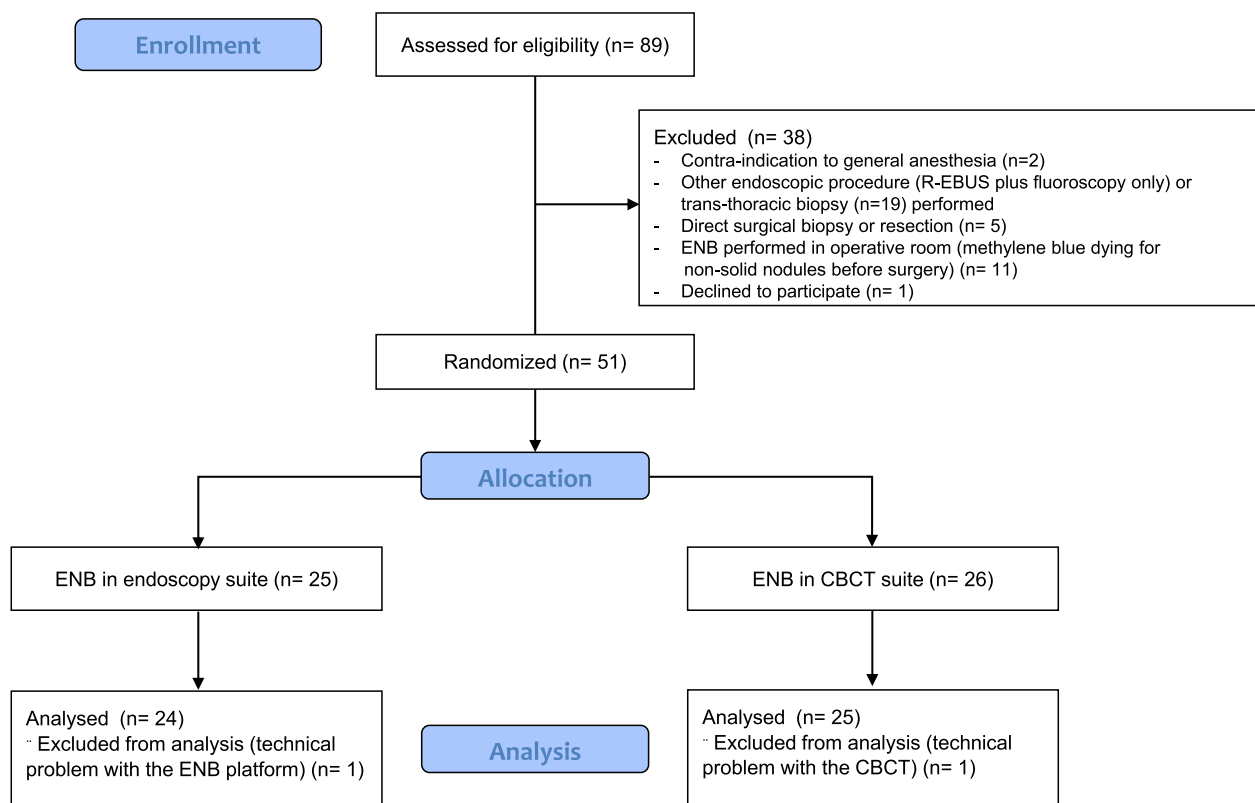 Enrollment
Assessed for eligibility (n= 89)
Excluded (n= 38)
- Contra-indication to general anesthesia (n=2)
- Other endoscopic procedure (R-EBUS plus fluoroscopy only) or
trans-thoracic biopsy (n=19) performed
- Direct surgical biopsy or resection (n= 5)
- ENB performed in operative room (methylene blue dying for
non-solid nodules before surgery) (n= 11)
- Declined to participate (n= 1)
Randomized (n= 51)
Allocation
ENB in endoscopy suite (n= 25)
ENB in CBCT suite (n= 26)
Analysed (n= 24)
¨ Excluded from analysis (technical
problem with the ENB platform) (n= 1)
Analysis
Analysed (n= 25)
¨ Excluded from analysis (technical
problem with the CBCT) (n= 1)